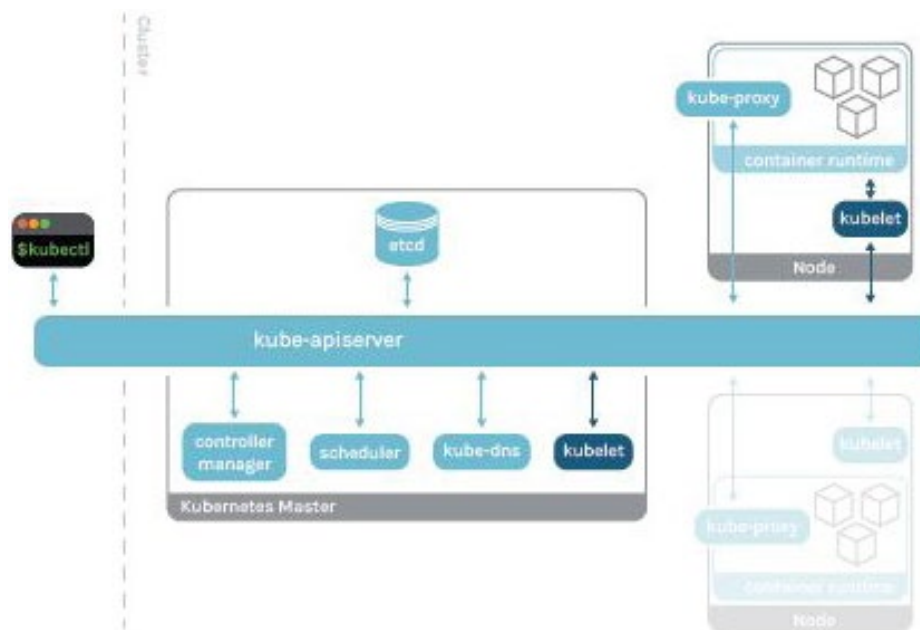 Cluster
kube-proxy
container runtime
kubelet
Node
etcd
$kubectl
kube-apiserver
controller
manager
scheduler
kube-dns
kubelet
Kubernetes Master
kubelet
kube-proxy
container runtime
Node